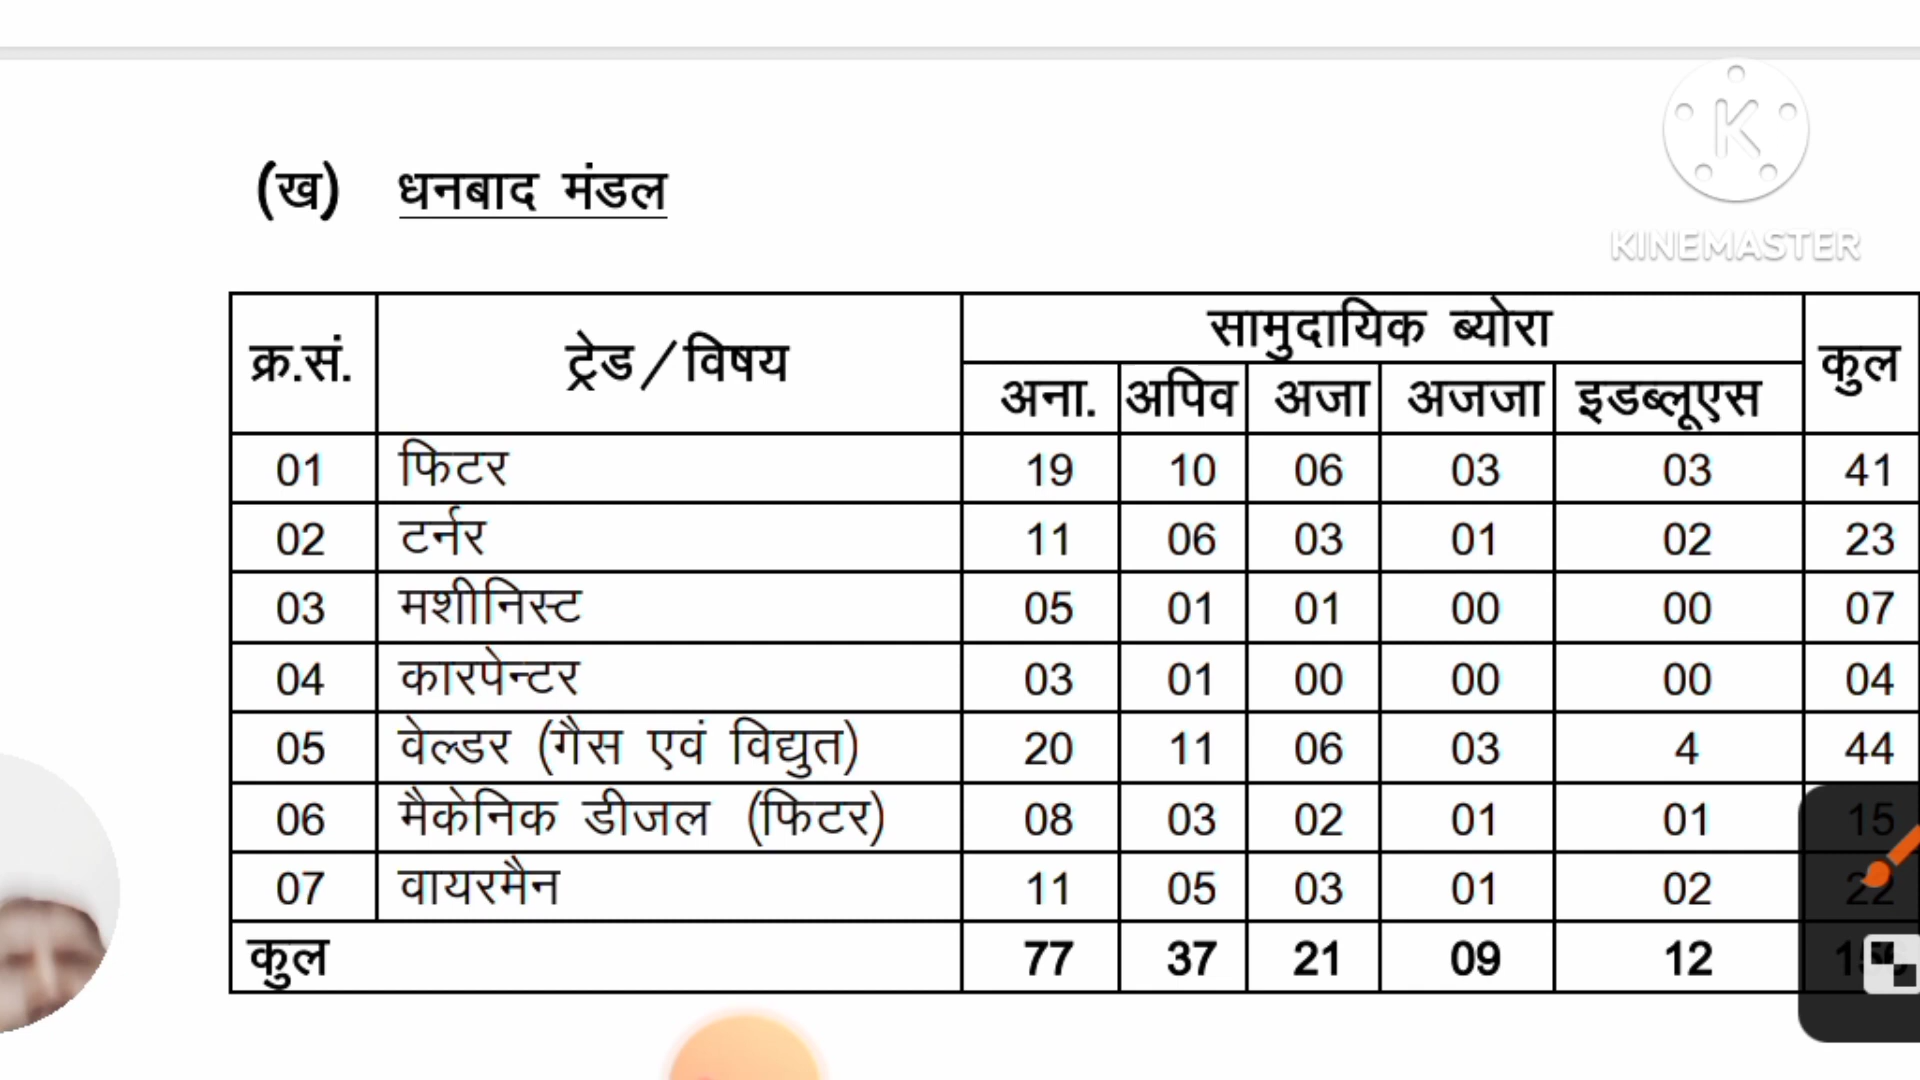 KINEMASTER
(ख) धनबाद मंडल
क्र.सं. ट्रेड/विषय सामुदायिक ब्योरा कुल
अना. अपिव अजा अजजा इडब्लूएस
01 फिटर 19 10 06 03 03 41
02 टर्नर 11 06 03 01 02 23
03 मशीनिस्ट 05 01 01 00 00 07
04 कारपेन्टर 03 01 00 00 00 04
05 वेल्डर (गैस एवं विद्युत) 20 11 06 03 4 44
06 मैकेनिक डीजल (फिटर) 08 03 02 01 01 15
07 वायरमैन 11 05 03 01 02 22
कुल 77 37 21 09 12